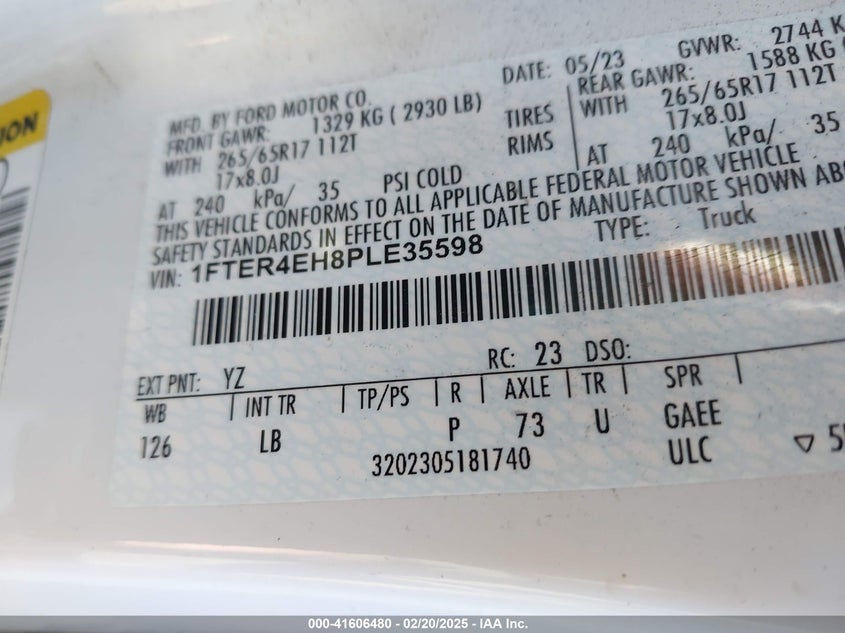 ION
MFD. BY FORD MOTOR CO.
DATE: 05/23
GVWR: 2744 K
FRONT GAWR: 1329 KG ( 2930 LB)
REAR GAWR: 1588 KG (
WITH 265/65R17 112T
TIRES
WITH 265/65R17 112T
17x8.0J
RIMS
17x8.0J
AT 240 kPa/ 35 PSI COLD
AT 240 kPa/ 35
THIS VEHICLE CONFORMS TO ALL APPLICABLE FEDERAL MOTOR VEHICLE
SAFETY STANDARDS IN EFFECT ON THE DATE OF MANUFACTURE SHOWN ABO
VIN: 1FTER4EH8PLE35598
TYPE: Truck
EXT PNT: YZ
RC: 23 DSO:
WB | INT TR | TP/PS | R | AXLE | TR | SPR |
126 LB P 73 U GAEE
3202305181740
ULC
▽ 5
000-41606480 - 02/20/2025 - IAA Inc.